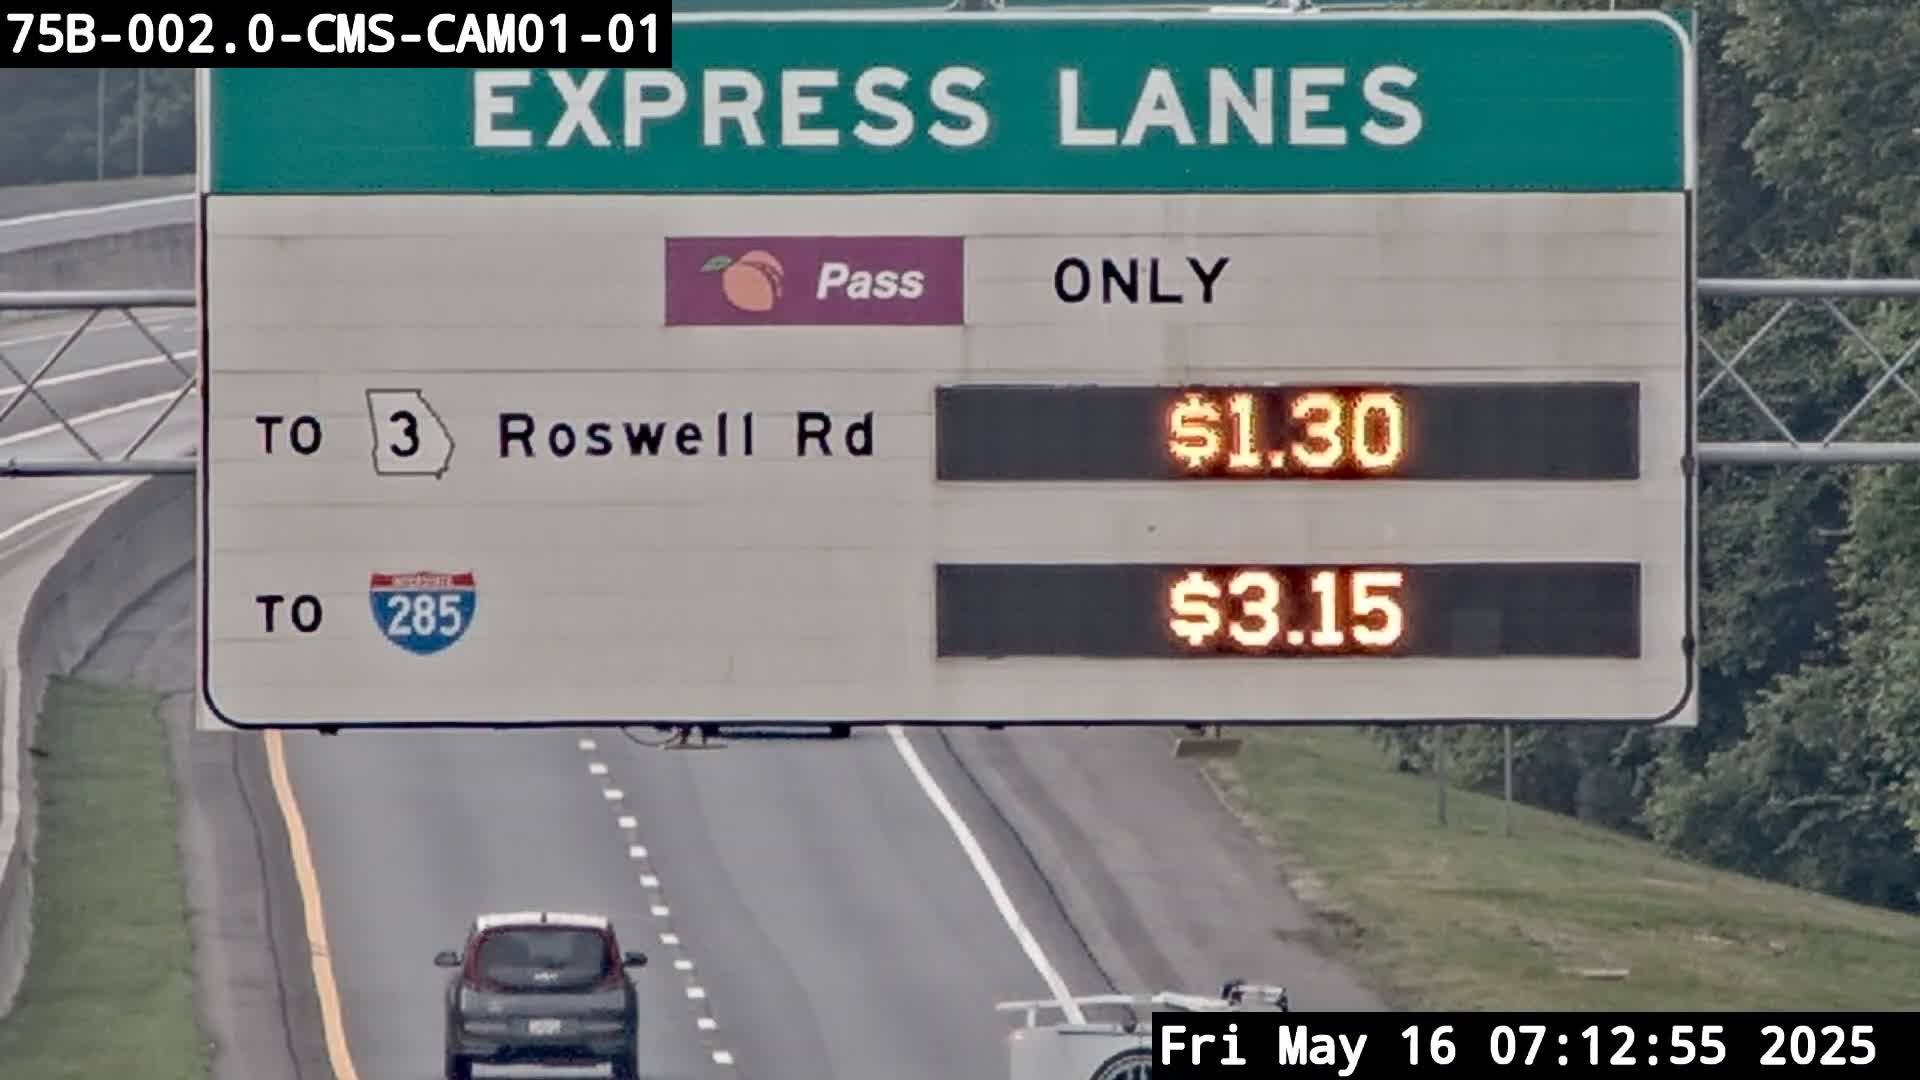 75B-002.0-CMS-CAM01-01
EXPRESS LANES
Pass ONLY
TO 3 Roswell Rd $1.30
TO 285 $3.15
Fri May 16 07:12:55 2025